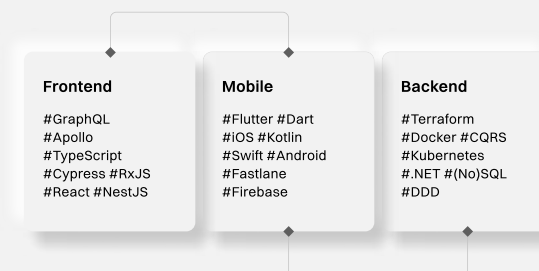 Frontend
#GraphQL
#Apollo
#TypeScript
#Cypress #RxJS
#React #NestJS
Mobile
#Flutter #Dart
#iOS #Kotlin
#Swift #Android
#Fastlane
#Firebase
Backend
#Terraform
#Docker #CQRS
#Kubernetes
#.NET #(No)SQL
#DDD